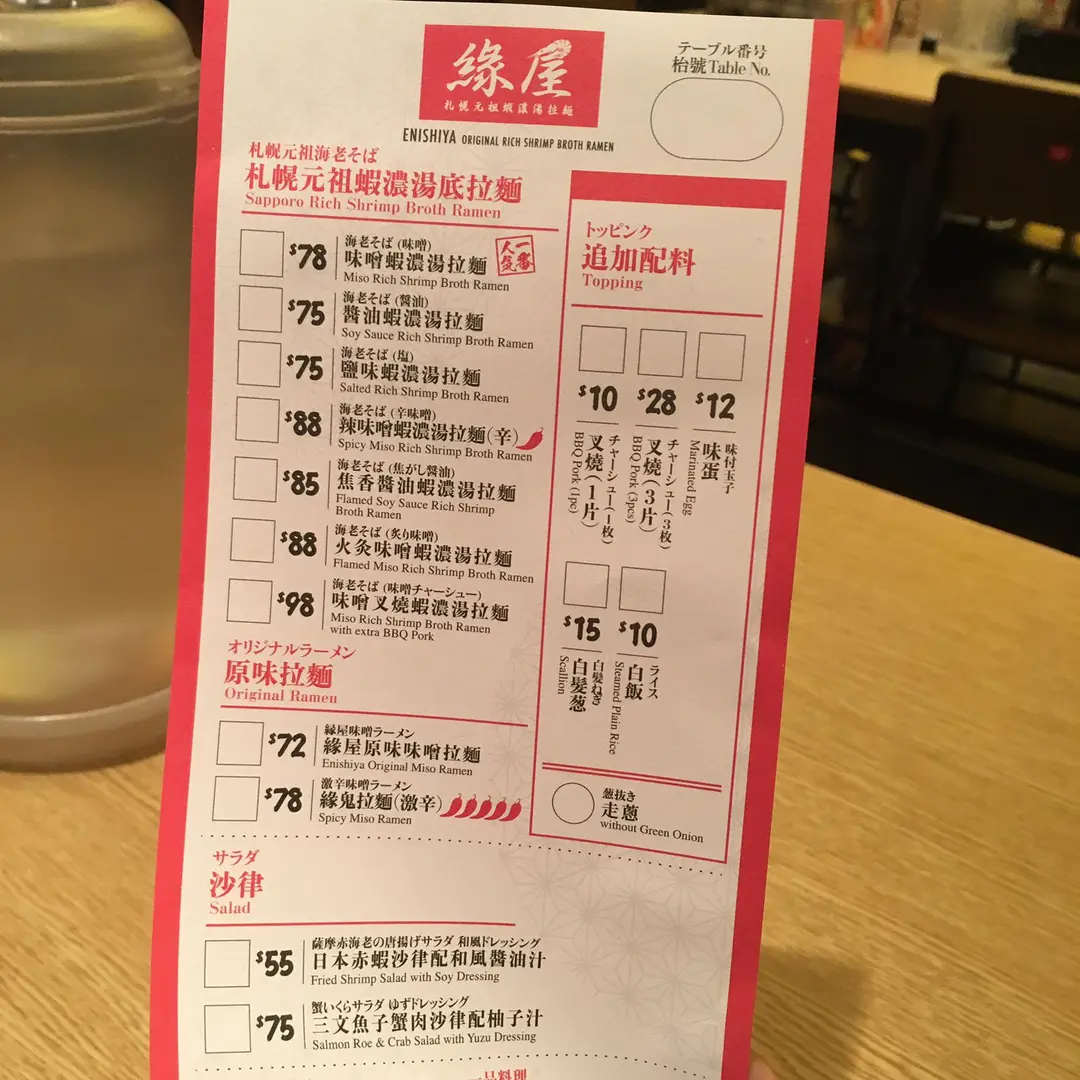 緣屋
札幌元祖蝦濃湯拉麵
ENISHIYA ORIGINAL RICH SHRIMP BROTH RAMEN
テーブル番号
枱號 Table No.
札幌元祖海老そば
札幌元祖蝦濃湯底拉麵
Sapporo Rich Shrimp Broth Ramen
$78
海老そば (味噌)
味噌蝦濃湯拉麵
一番人気
Miso Rich Shrimp Broth Ramen
$75
海老そば (醤油)
醬油蝦濃湯拉麵
Soy Sauce Rich Shrimp Broth Ramen
$75
海老そば (塩)
鹽味蝦濃湯拉麵
Salted Rich Shrimp Broth Ramen
$88
海老そば (辛味噌)
辣味噌蝦濃湯拉麵(辛)
Spicy Miso Rich Shrimp Broth Ramen
$85
海老そば (焦がし醤油)
焦香醬油蝦濃湯拉麵
Flamed Soy Sauce Rich Shrimp
Broth Ramen
$88
海老そば (炙り味噌)
火灸味噌蝦濃湯拉麵
Flamed Miso Rich Shrimp Broth Ramen
$98
海老そば (味噌チャーシュー)
味噌叉燒蝦濃湯拉麵
Miso Rich Shrimp Broth Ramen
with extra BBQ Pork
オリジナルラーメン
原味拉麵
Original Ramen
$72
縁屋味噌ラーメン
緣屋原味味噌拉麵
Enishiya Original Miso Ramen
$78
激辛味噌ラーメン
緣鬼拉麵(激辛)
Spicy Miso Ramen
サラダ
沙律
Salad
$55
薩摩赤海老の唐揚げサラダ 和風ドレッシング
日本赤蝦沙律配和風醬油汁
Fried Shrimp Salad with Soy Dressing
$75
蟹いくらサラダ ゆずドレッシング
三文魚子蟹肉沙律配柚子汁
Salmon Roe & Crab Salad with Yuzu Dressing
トッピンク
追加配料
Topping
$10
チャーシュー(1枚)
叉燒(1片)
BBQ Pork (1pc)
$28
チャーシュー(3枚)
叉燒(3片)
BBQ Pork (3pcs)
$12
味付玉子
味蛋
Marinated Egg
$15
白髪ねぎ
白髮葱
Scallion
$10
ライス
白飯
Steamed Plain Rice
葱抜き
走蔥
without Green Onion
一品料理